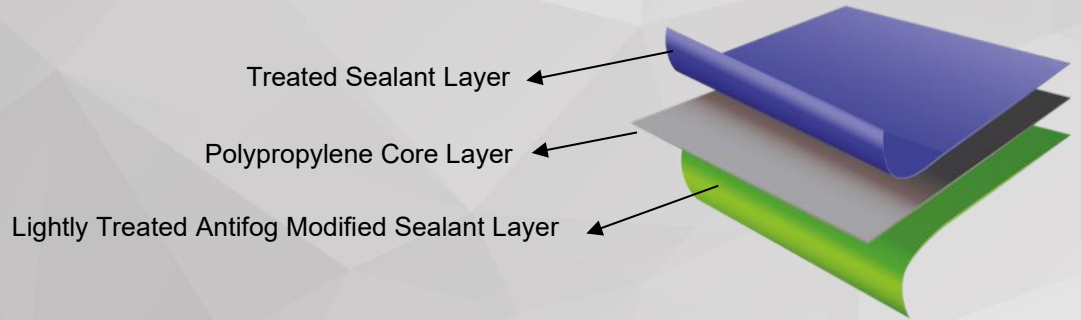 Treated Sealant Layer
Polypropylene Core Layer
Lightly Treated Antifog Modified Sealant Layer